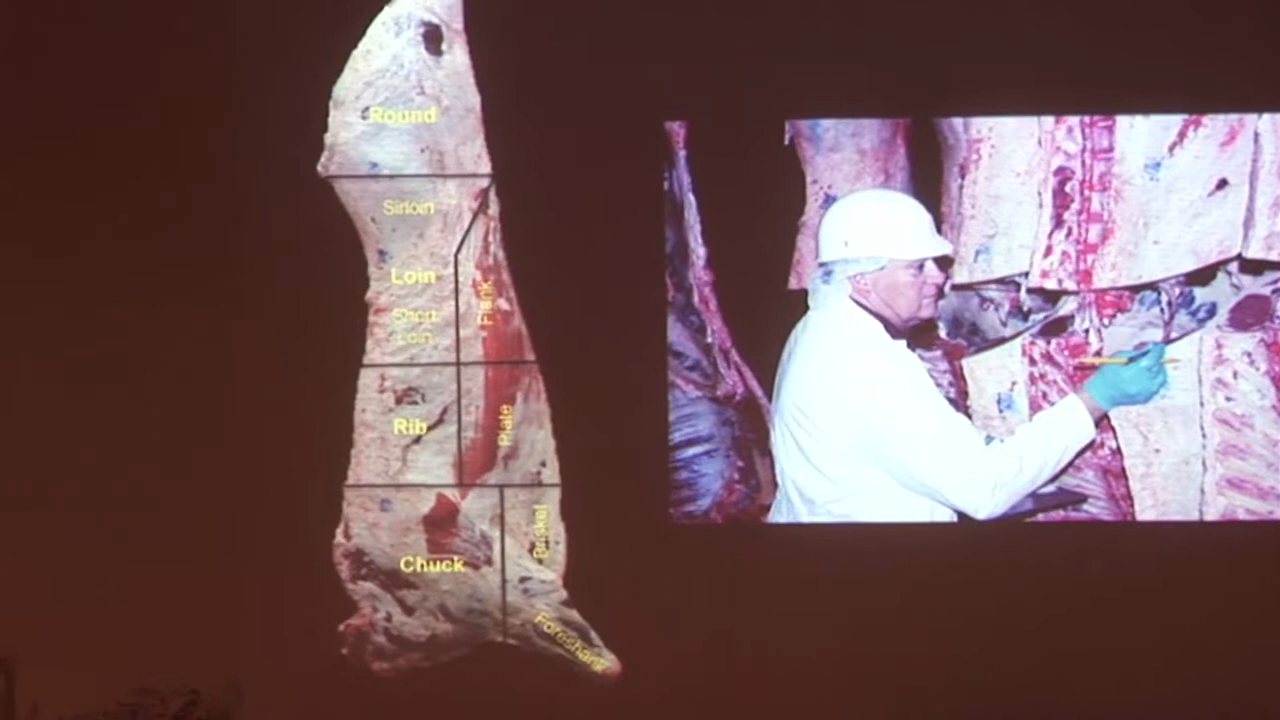 Round
Sirloin
Loin
Short
Loin
Flank
Rib
Plate
Chuck
Brisket
Foreshank